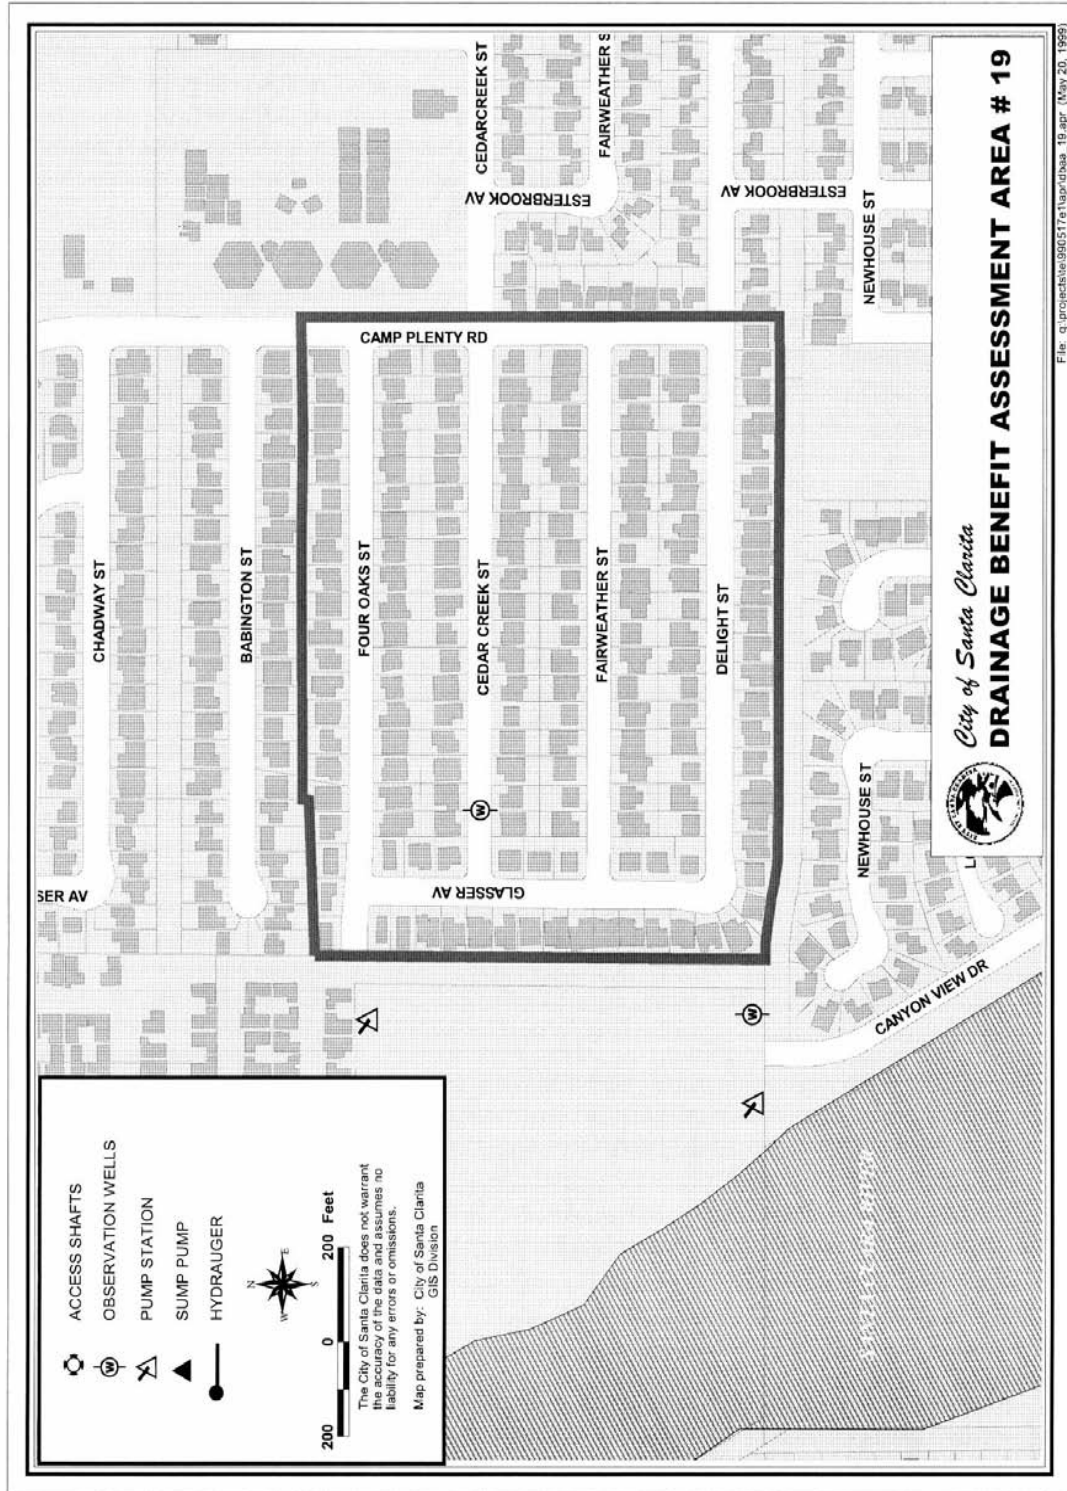 CHADWAY ST
BABINGTON ST
FOUR OAKS ST
CEDAR CREEK ST
FAIRWEATHER ST
DELIGHT ST
CAMP PLENTY RD
GLASSER AV
SER AV
CEDARCREEK ST
FAIRWEATHER S
ESTERBROOK AV
ESTERBROOK AV
NEWHOUSE ST
NEWHOUSE ST
CANYON VIEW DR
W
W
ACCESS SHAFTS
W
OBSERVATION WELLS
PUMP STATION
SUMP PUMP
HYDRAUGER
N
W
E
S
200 0 200 Feet
The City of Santa Clarita does not warrant
the accuracy of the data and assumes no
liability for any errors or omissions.
Map prepared by: City of Santa Clarita
GIS Division
City of Santa Clarita
DRAINAGE BENEFIT ASSESSMENT AREA # 19